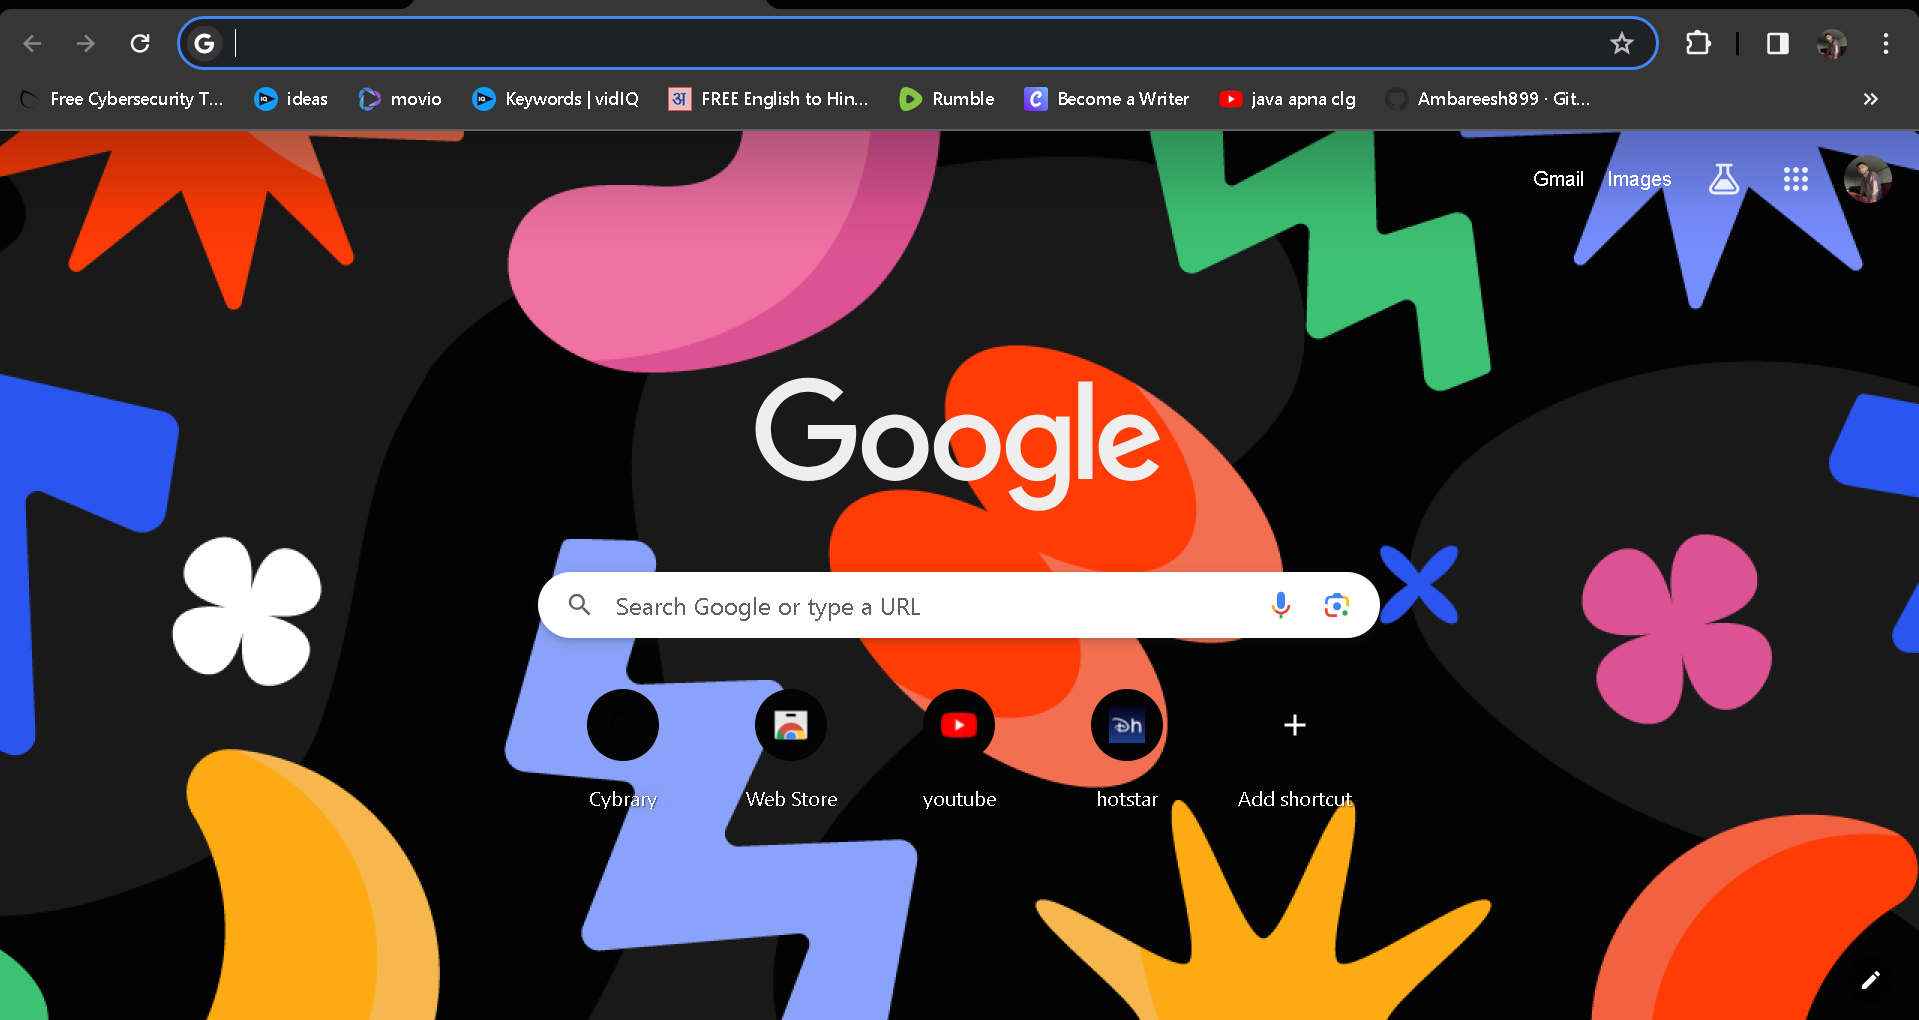 Free Cybersecurity T... ideas movio Keywords | vidIQ अ FREE English to Hin... Rumble Become a Writer java apna clg Ambareesh899 · Git...
Gmail Images
Google
Search Google or type a URL
Cybrary Web Store youtube hotstar Add shortcut